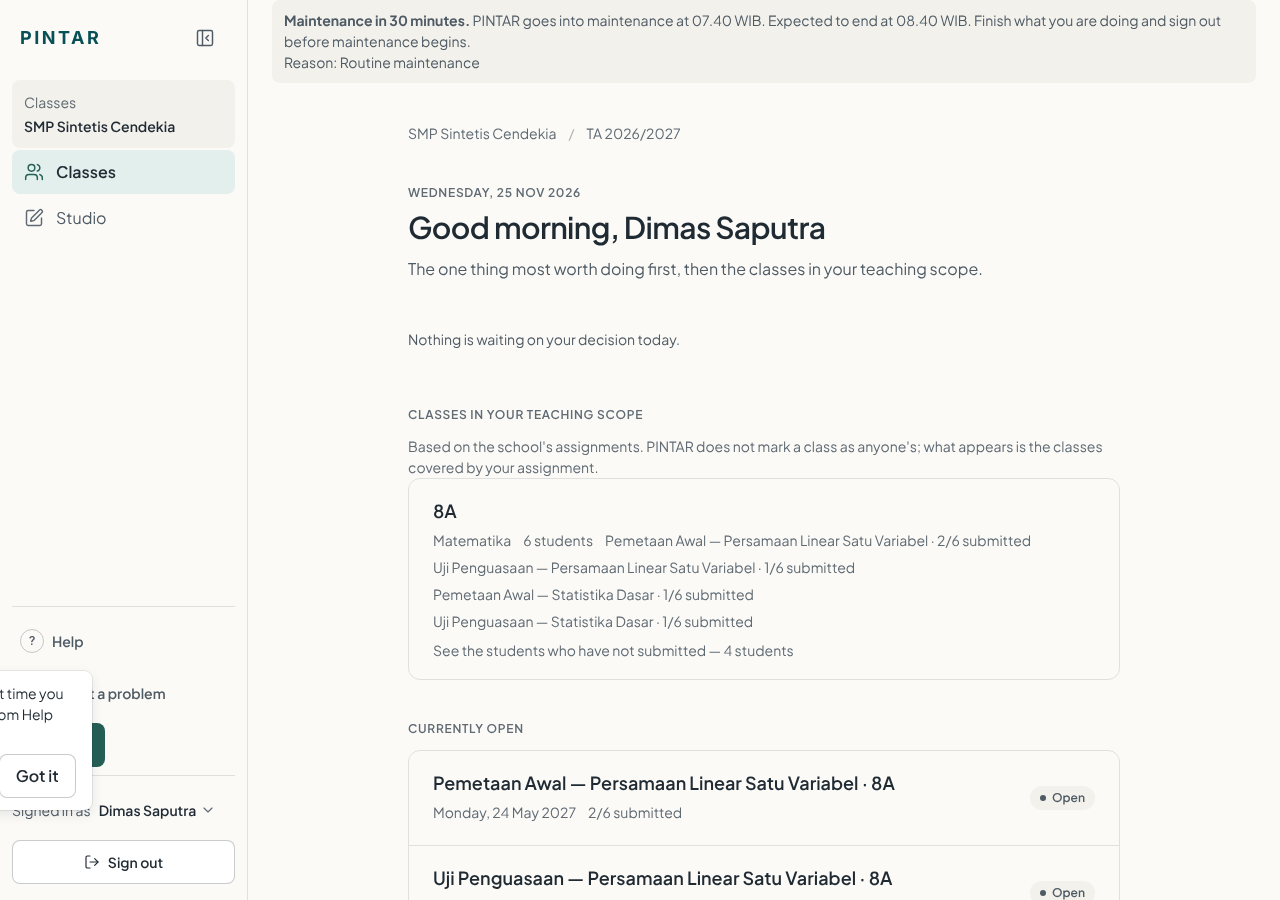 PINTAR
Maintenance in 30 minutes. PINTAR goes into maintenance at 07.40 WIB. Expected to end at 08.40 WIB. Finish what you are doing and sign out
before maintenance begins.
Reason: Routine maintenance
Classes
SMP Sintetis Cendekia
Classes
Studio
SMP Sintetis Cendekia / TA 2026/2027
WEDNESDAY, 25 NOV 2026
Good morning, Dimas Saputra
The one thing most worth doing first, then the classes in your teaching scope.
Nothing is waiting on your decision today.
CLASSES IN YOUR TEACHING SCOPE
Based on the school's assignments. PINTAR does not mark a class as anyone's; what appears is the classes
covered by your assignment.
8A
Matematika 6 students Pemetaan Awal — Persamaan Linear Satu Variabel · 2/6 submitted
Uji Penguasaan — Persamaan Linear Satu Variabel · 1/6 submitted
Pemetaan Awal — Statistika Dasar · 1/6 submitted
Uji Penguasaan — Statistika Dasar · 1/6 submitted
See the students who have not submitted — 4 students
CURRENTLY OPEN
Pemetaan Awal — Persamaan Linear Satu Variabel · 8A
Monday, 24 May 2027 2/6 submitted
Open
Uji Penguasaan — Persamaan Linear Satu Variabel · 8A
Open
? Help
t time you
om Help
a problem
Got it
Signed in as Dimas Saputra
Sign out